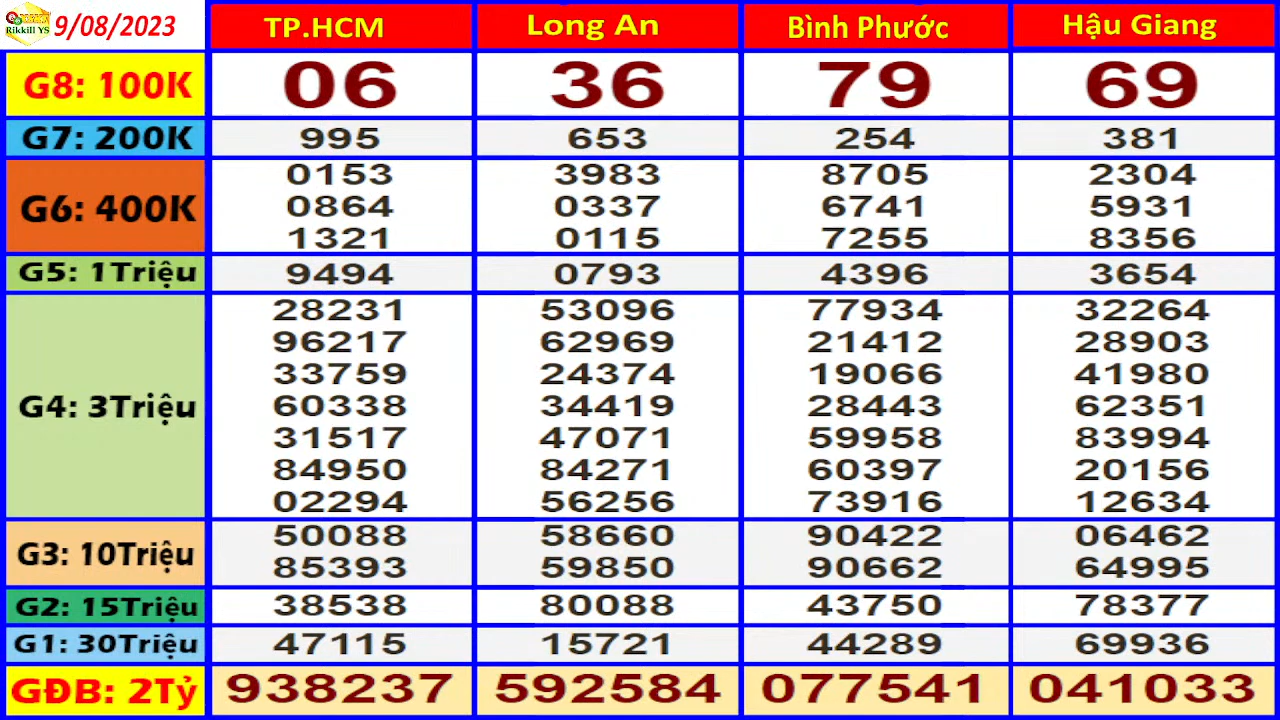 Rikkill YS 9/08/2023 TP.HCM Long An Bình Phước Hậu Giang
G8: 100K 06 36 79 69
G7: 200K 995 653 254 381
0153 3983 8705 2304
G6: 400K 0864 0337 6741 5931
1321 0115 7255 8356
G5: 1Triệu 9494 0793 4396 3654
28231 53096 77934 32264
96217 62969 21412 28903
33759 24374 19066 41980
G4: 3Triệu 60338 34419 28443 62351
31517 47071 59958 83994
84950 84271 60397 20156
02294 56256 73916 12634
G3: 10Triệu 50088 58660 90422 06462
85393 59850 90662 64995
G2: 15Triệu 38538 80088 43750 78377
G1: 30Triệu 47115 15721 44289 69936
GĐB: 2Tỷ 938237 592584 077541 041033